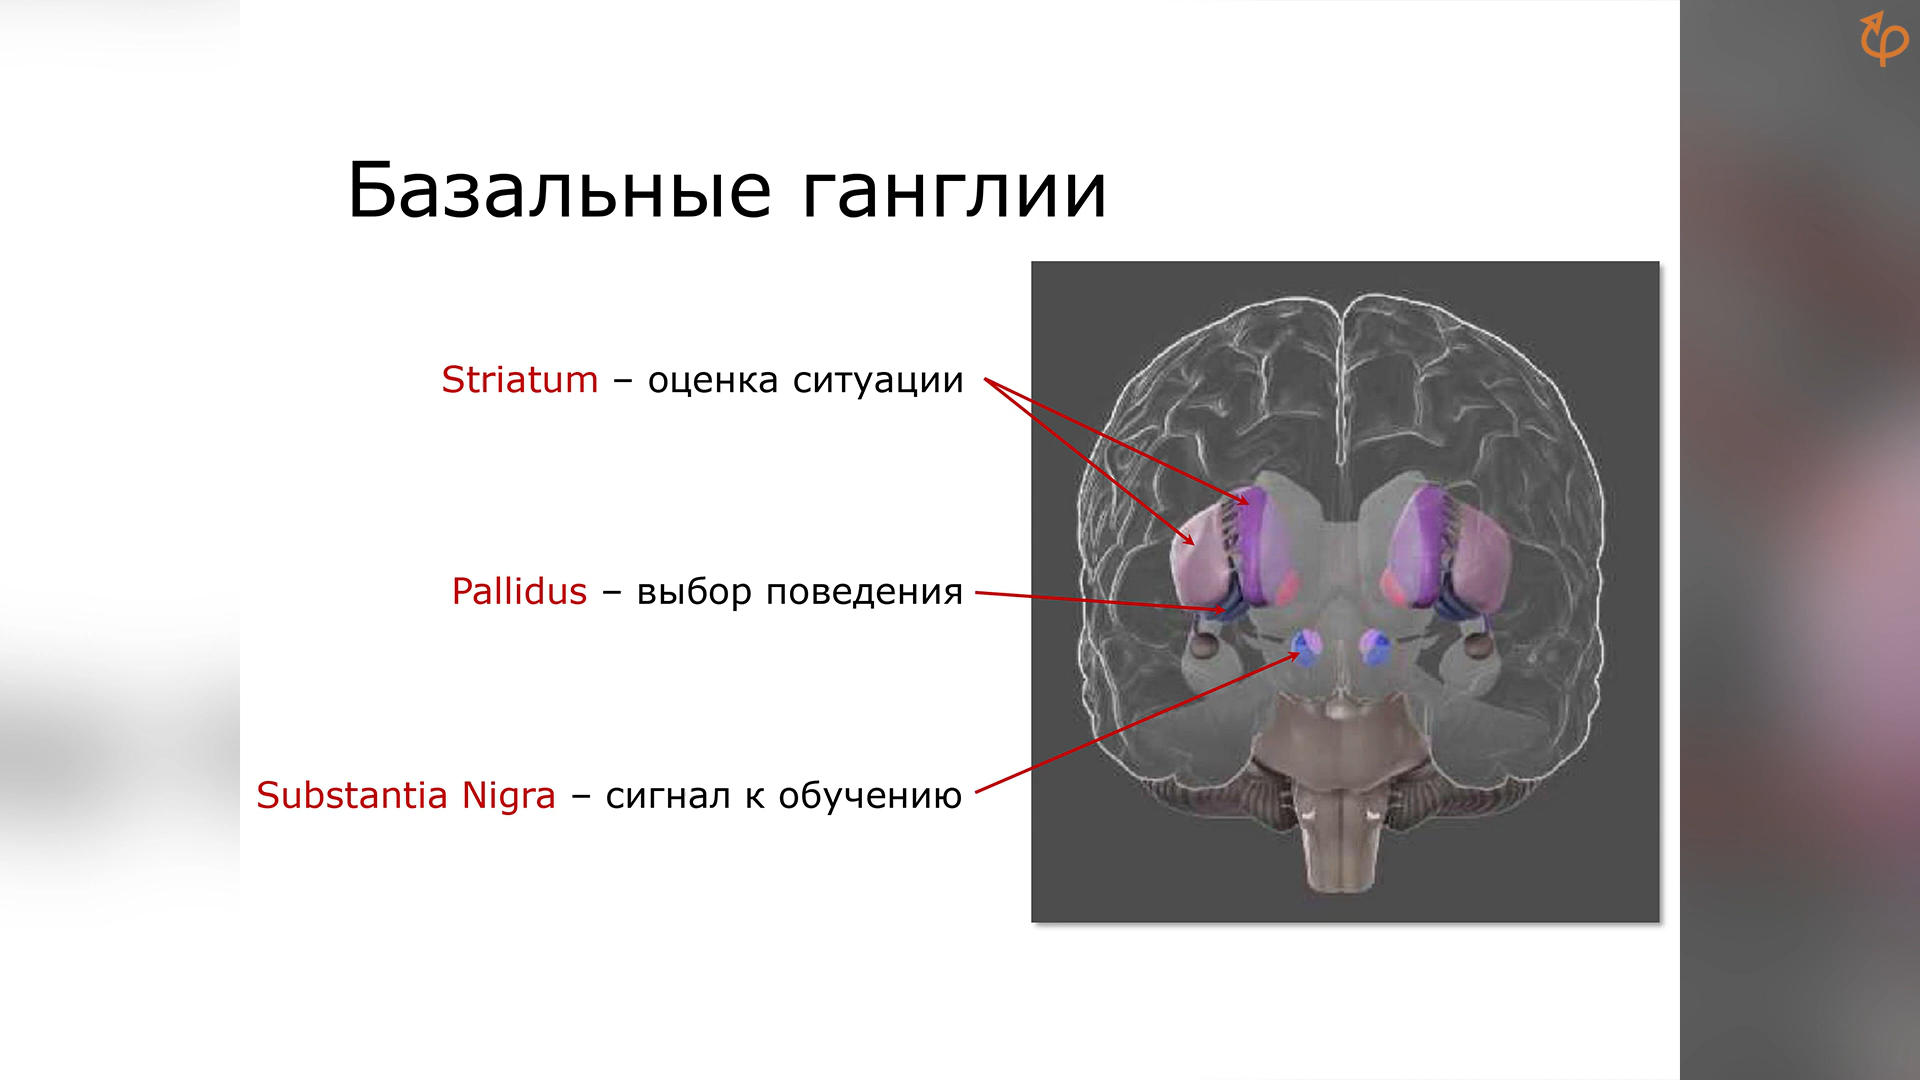 Базальные ганглии
Striatum – оценка ситуации
Pallidus – выбор поведения
Substantia Nigra – сигнал к обучению